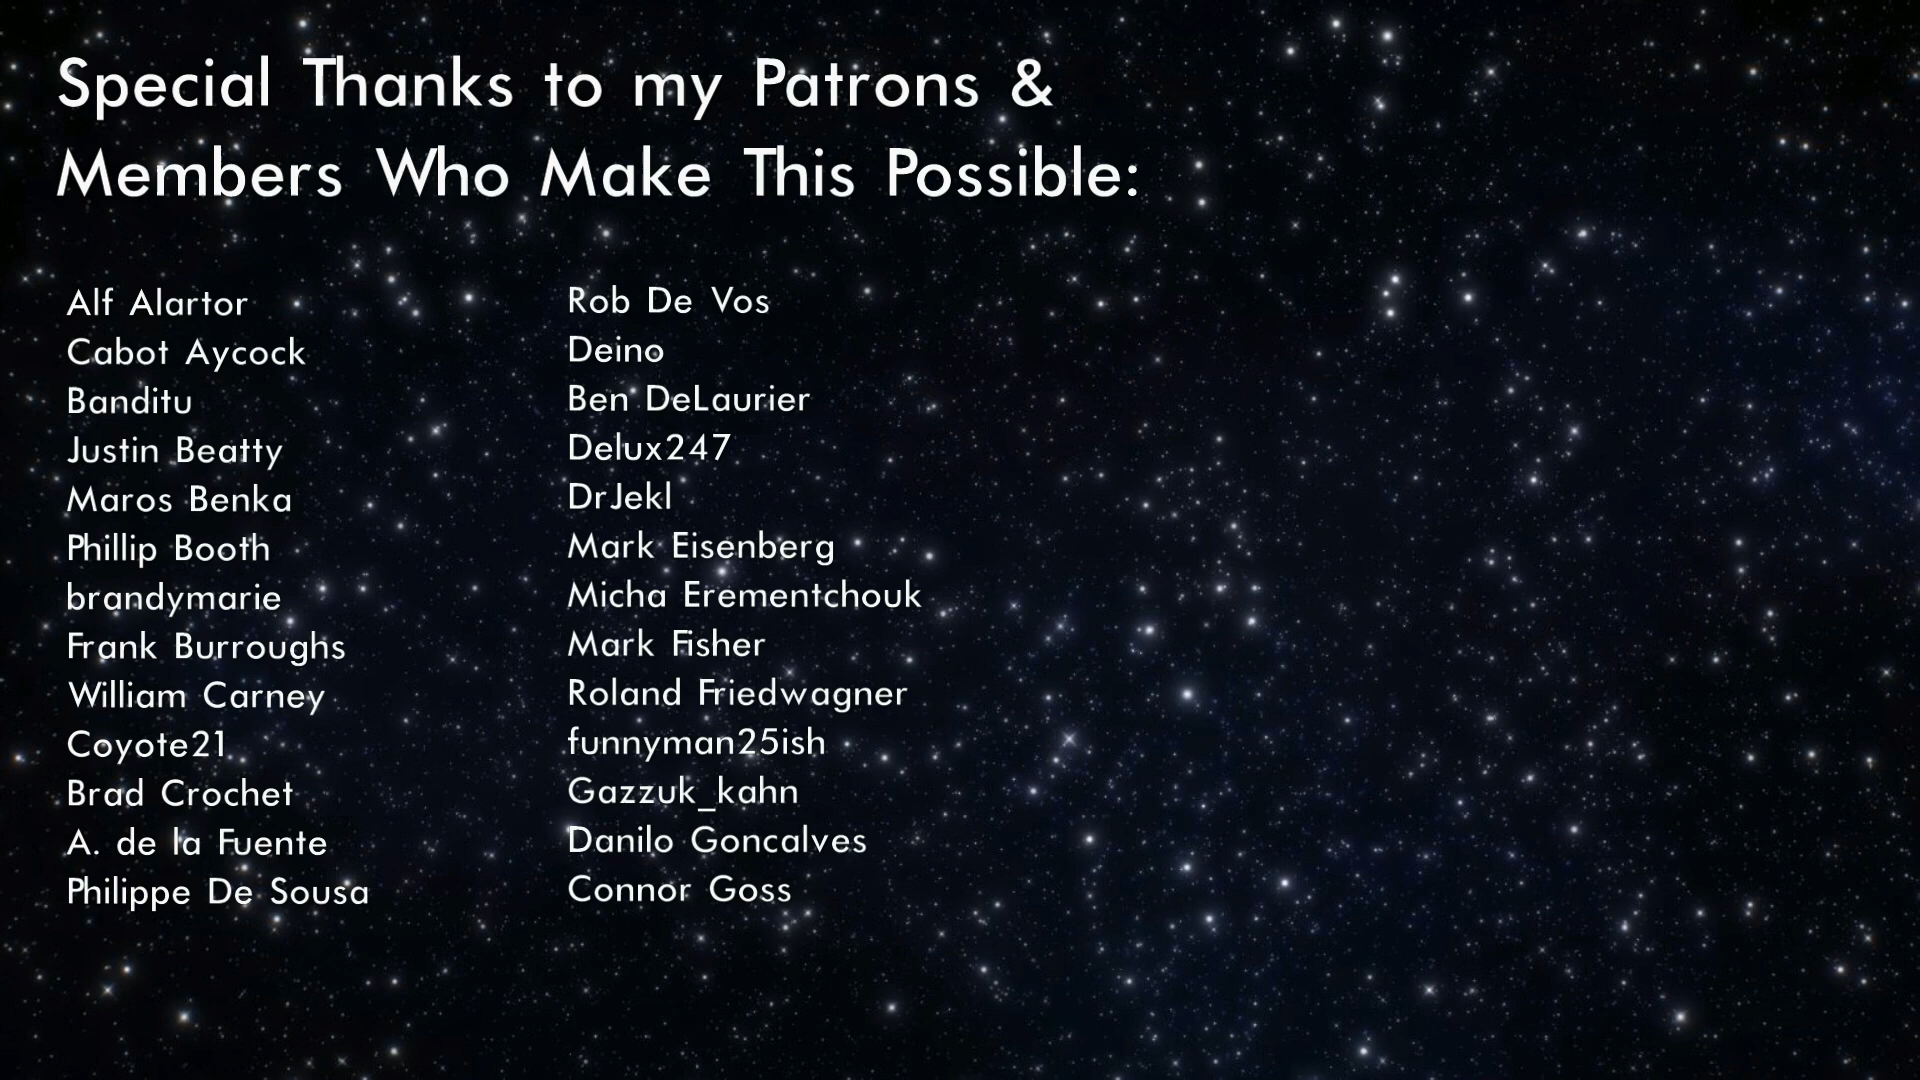 Special Thanks to my Patrons &
Members Who Make This Possible:
Alf Alartor
Cabot Aycock
Banditu
Justin Beatty
Maros Benka
Phillip Booth
brandymarie
Frank Burroughs
William Carney
Coyote21
Brad Crochet
A. de la Fuente
Philippe De Sousa
Rob De Vos
Deino
Ben DeLaurier
Delux247
DrJekl
Mark Eisenberg
Micha Erementchouk
Mark Fisher
Roland Friedwagner
funnyman25ish
Gazzuk_kahn
Danilo Goncalves
Connor Goss